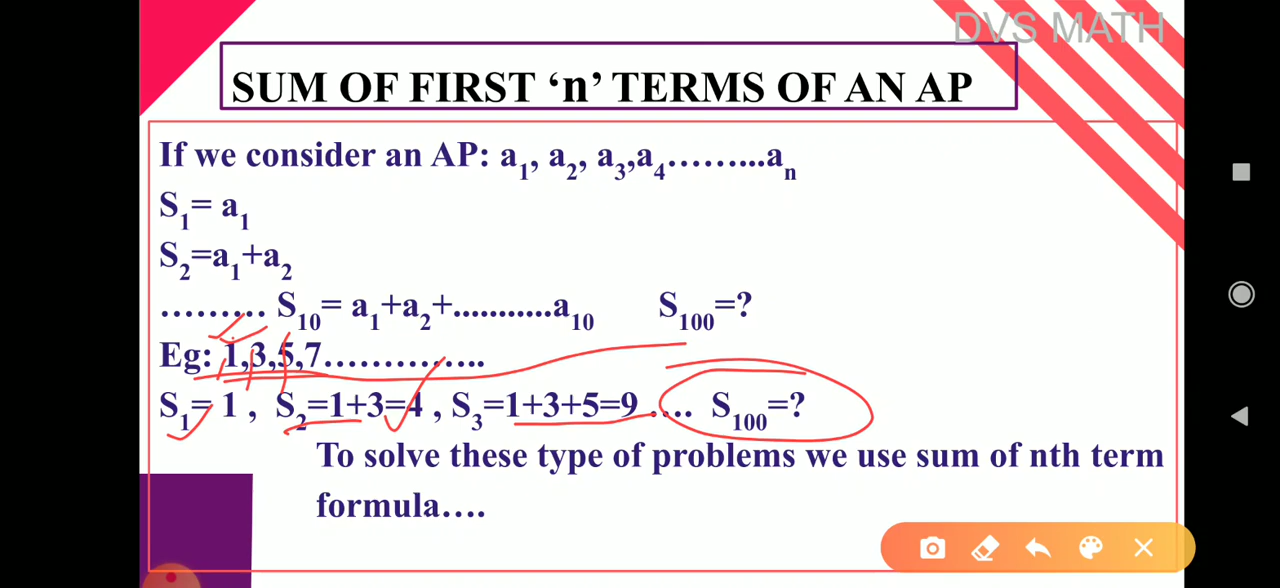 DVS MATH
SUM OF FIRST ‘n’ TERMS OF AN AP
If we consider an AP: a₁, a₂, a₃,a₄……...aₙ
S₁= a₁
S₂=a₁+a₂
……… S₁₀= a₁+a₂+...........a₁₀ S₁₀₀=?
Eg: 1,3,5,7…………..
S₁= 1 , S₂=1+3=4 , S₃=1+3+5=9 …. S₁₀₀=?
To solve these type of problems we use sum of nth term
formula….